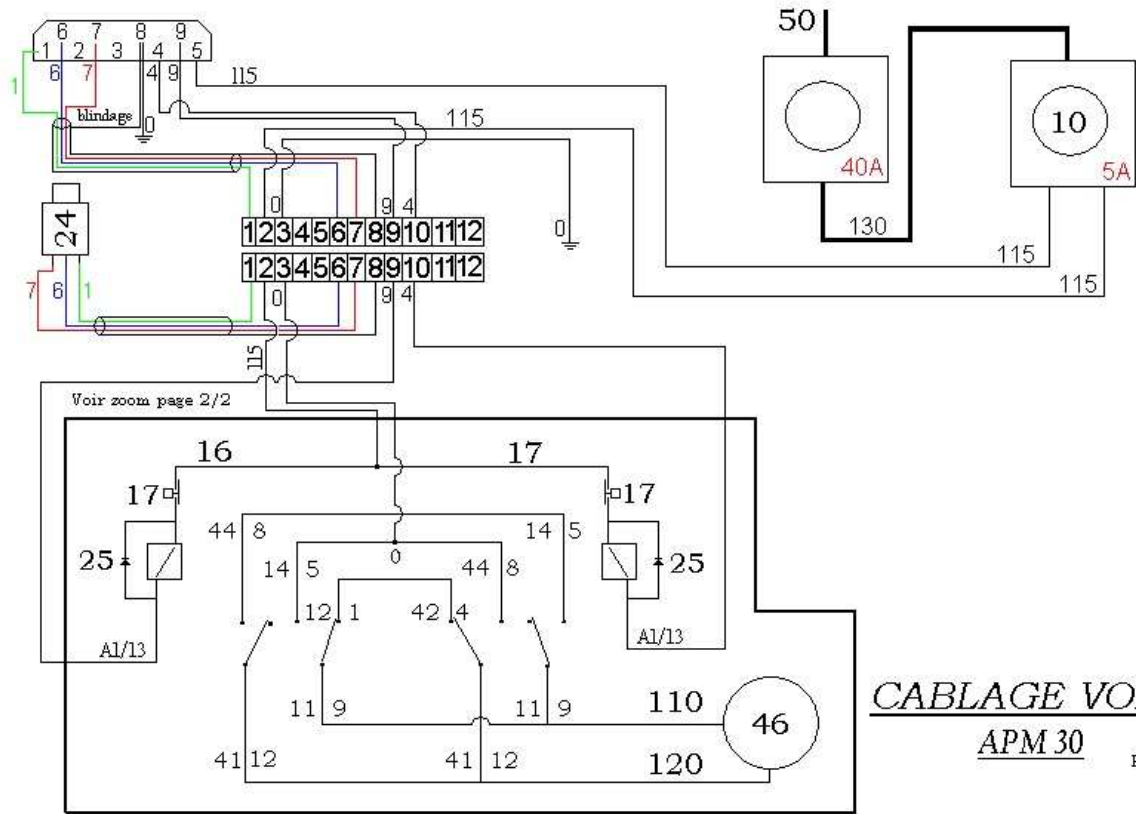 6 7 8 9
1 2 3 4 5
1 6 7 4 9
115
blindage
0
115
50
40A
10
5A
130
115
115
24
0 9 4
0
1 2 3 4 5 6 7 8 9 10 11 12
1 2 3 4 5 6 7 8 9 10 11 12
7 6 1
0 9 4
115
Voir zoom page 2/2
16 17
17 17
44 8 14 5
25 14 5 0 44 8 25
12 1 42 4
A1/13 A1/13
11 9 11 9 110
46
41 12 41 12 120
CABLAGE VO
APM 30